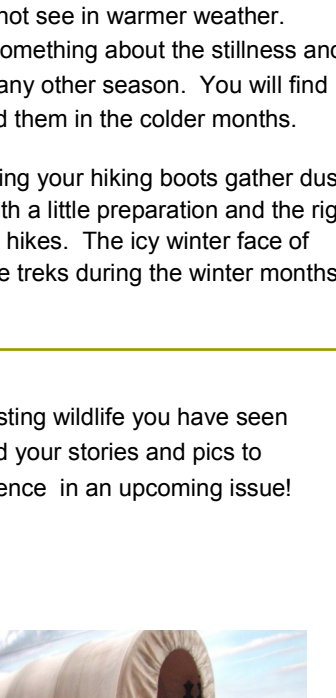 not see in warmer weather.
omething about the stillness and
any other season.  You will find
d them in the colder months.
ing your hiking boots gather dus
th a little preparation and the rig
hikes.  The icy winter face of
e treks during the winter months
sting wildlife you have seen
d your stories and pics to
ence  in an upcoming issue!